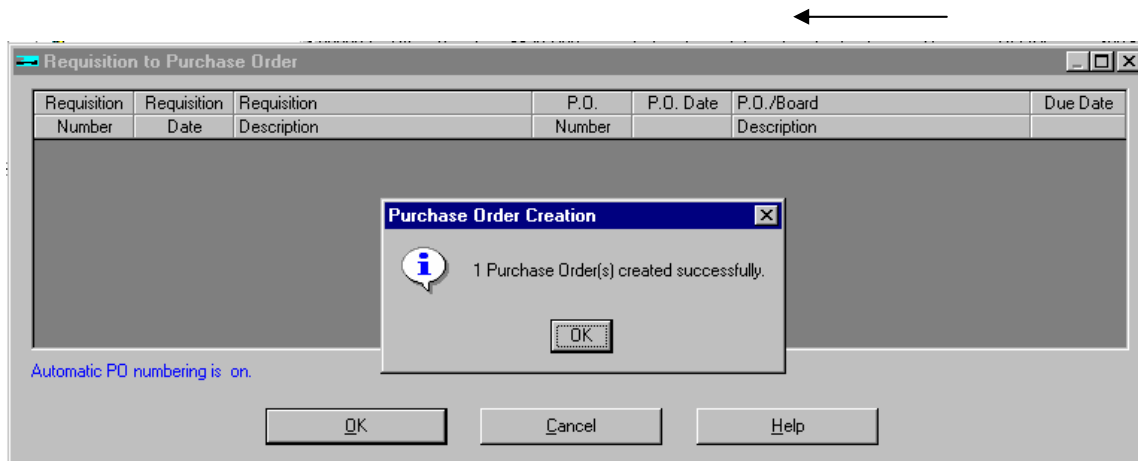 Requisition to Purchase Order
Requisition Requisition Requisition P.O. P.O. Date P.O./Board Due Date
Number Date Description Number Description
Purchase Order Creation
1 Purchase Order(s) created successfully.
OK
Automatic PO numbering is on.
OK Cancel Help